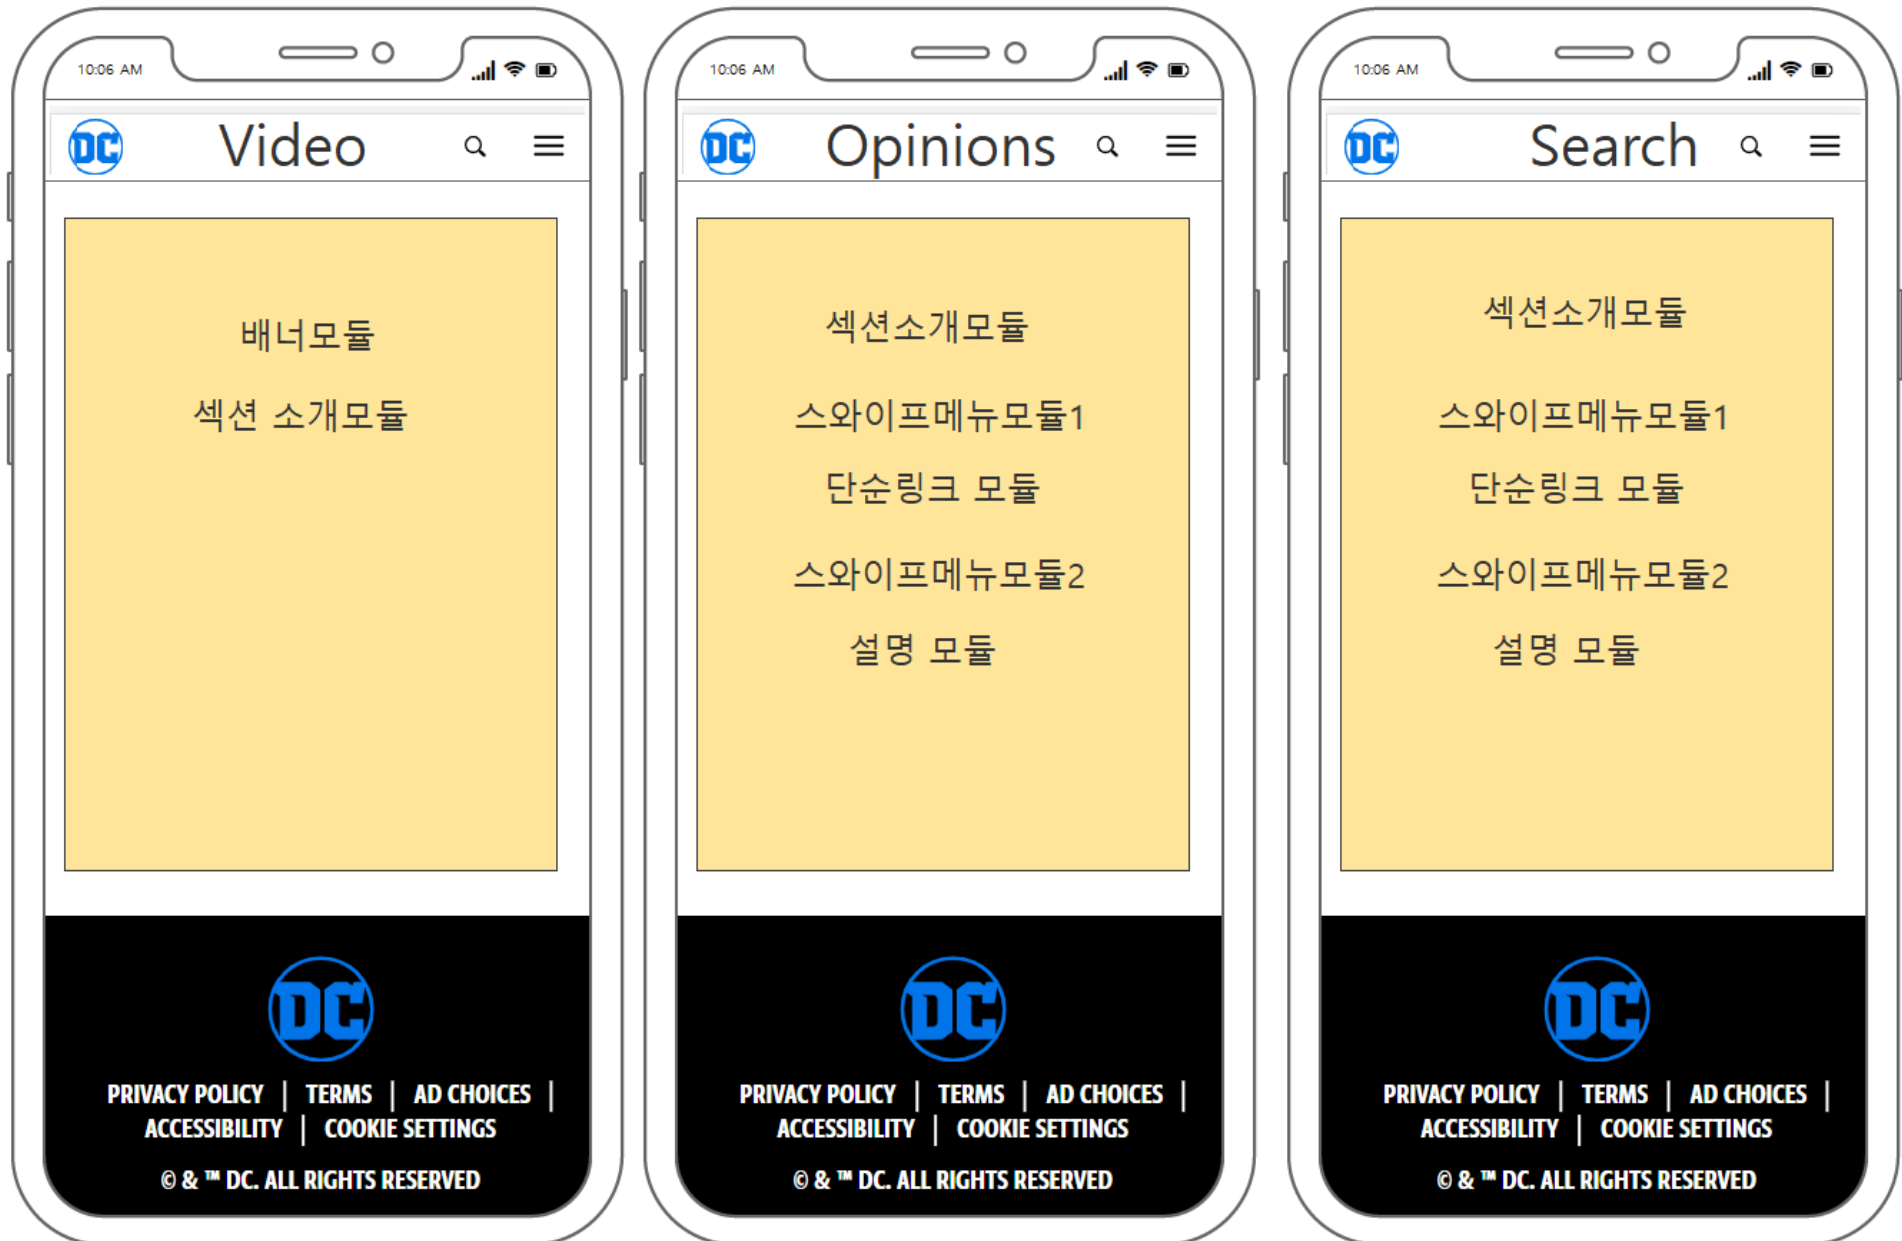 10:06 AM
DC
Video
배너모듈
섹션 소개모듈
DC
PRIVACY POLICY | TERMS | AD CHOICES |
ACCESSIBILITY | COOKIE SETTINGS
© & ™ DC. ALL RIGHTS RESERVED
10:06 AM
DC
Opinions
섹션소개모듈
스와이프메뉴모듈1
단순링크 모듈
스와이프메뉴모듈2
설명 모듈
DC
PRIVACY POLICY | TERMS | AD CHOICES |
ACCESSIBILITY | COOKIE SETTINGS
© & ™ DC. ALL RIGHTS RESERVED
10:06 AM
DC
Search
섹션소개모듈
스와이프메뉴모듈1
단순링크 모듈
스와이프메뉴모듈2
설명 모듈
DC
PRIVACY POLICY | TERMS | AD CHOICES |
ACCESSIBILITY | COOKIE SETTINGS
© & ™ DC. ALL RIGHTS RESERVED